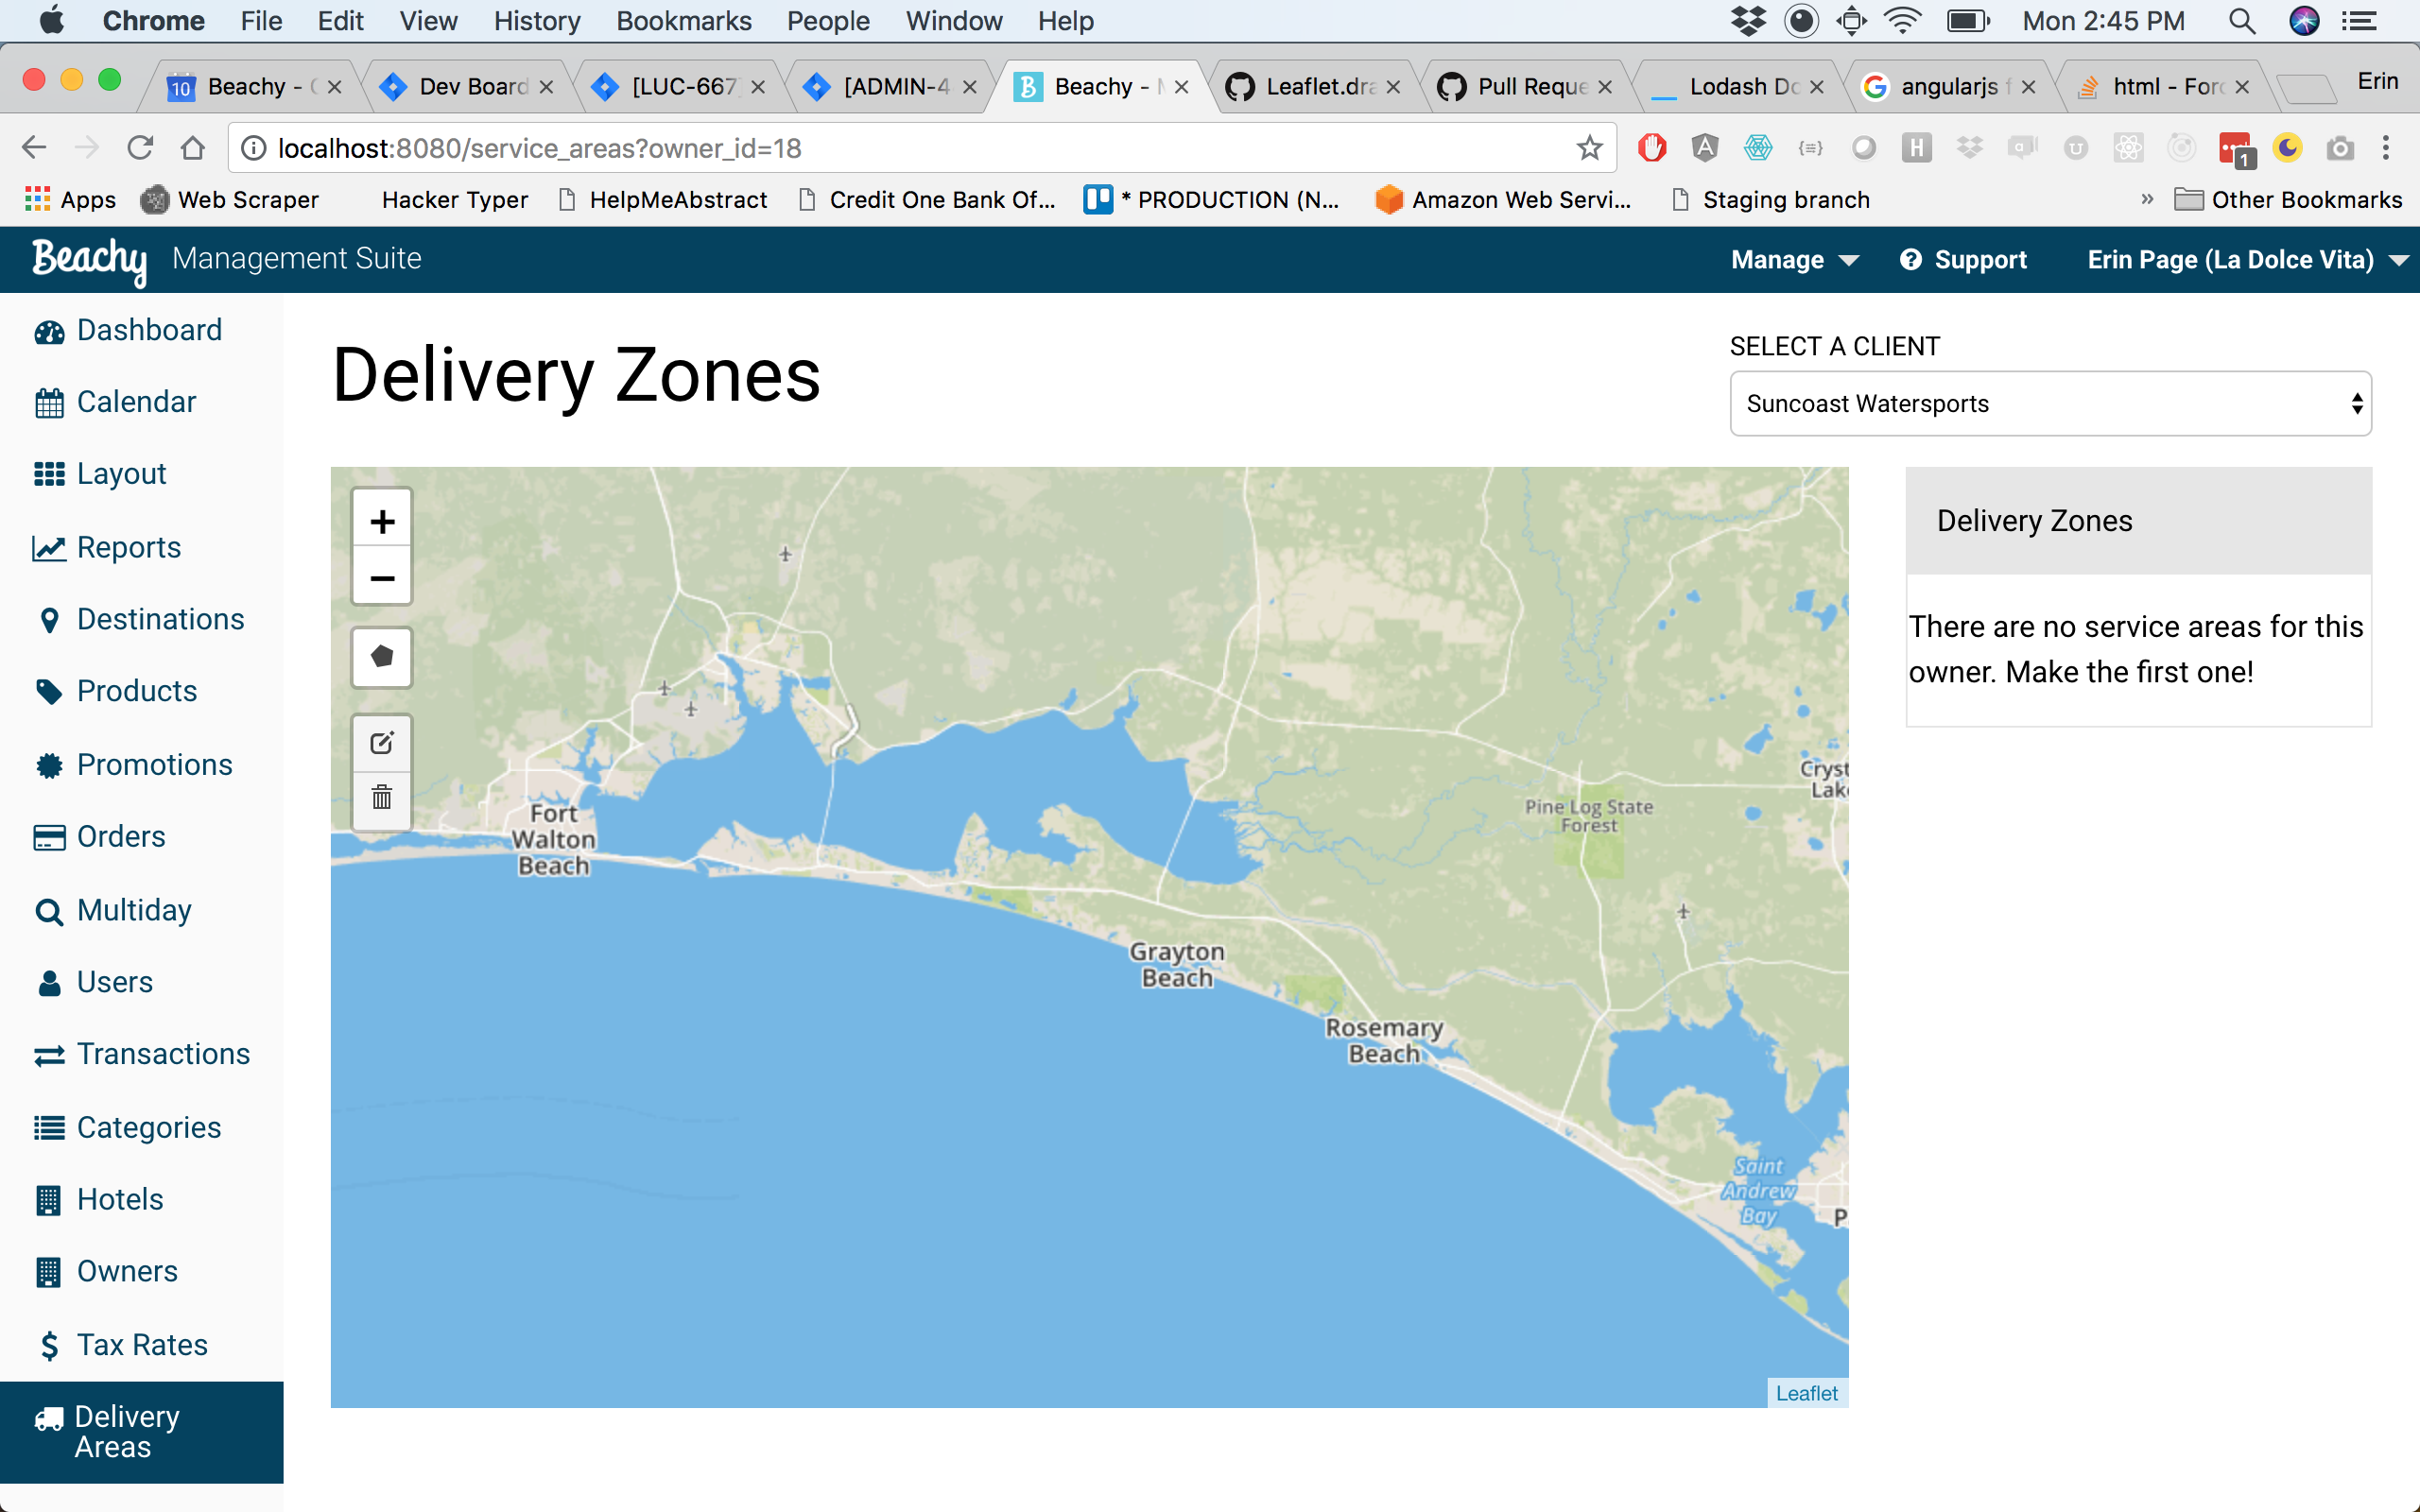 Chrome File Edit View History Bookmarks People Window Help Mon 2:45 PM
10 Beachy - Dev Board [LUC-667 [ADMIN-4 Beachy - Leaflet.dra Pull Reque Lodash Do angularjs f html - Forc Erin
localhost:8080/service_areas?owner_id=18
1
Apps Web Scraper Hacker Typer HelpMeAbstract Credit One Bank Of... * PRODUCTION (N... Amazon Web Servi... Staging branch » Other Bookmarks
Beachy Management Suite Manage Support Erin Page (La Dolce Vita)
Dashboard
Calendar
Layout
Reports
Destinations
Products
Promotions
Orders
Multiday
Users
Transactions
Categories
Hotels
Owners
Tax Rates
Delivery
Areas
Delivery Zones
SELECT A CLIENT
Suncoast Watersports
+
−
Fort
Walton
Beach
Grayton
Beach
Rosemary
Beach
Pine Log State
Forest
Cryst
Lak
Saint
Andrew
Bay
P
Leaflet
Delivery Zones
There are no service areas for this
owner. Make the first one!